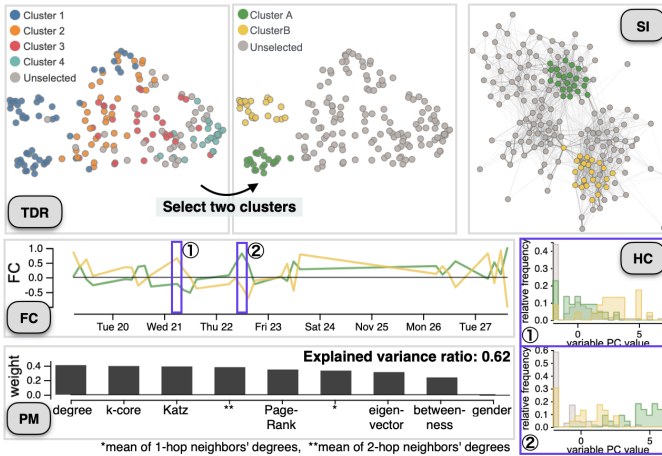 Cluster 1
Cluster 2
Cluster 3
Cluster 4
Unselected
TDR
Cluster A
ClusterB
Unselected
Select two clusters
SI
FC
1.0
0.5
0.0
-0.5
① ②
FC
Tue 20 Wed 21 Thu 22 Fri 23 Sat 24 Nov 25 Mon 26 Tue 27
HC
relative frequency
0.4
0.3
0.2
0.1
0.0
0 5
① variable PC value
relative frequency
0.6
0.5
0.4
0.3
0.2
0.1
0.0
0 5
② variable PC value
Explained variance ratio: 0.62
weight
0.4
0.2
0.0
PM
degree k-core Katz ** Page-Rank * eigen-vector between-ness gender
*mean of 1-hop neighbors' degrees, **mean of 2-hop neighbors' degrees